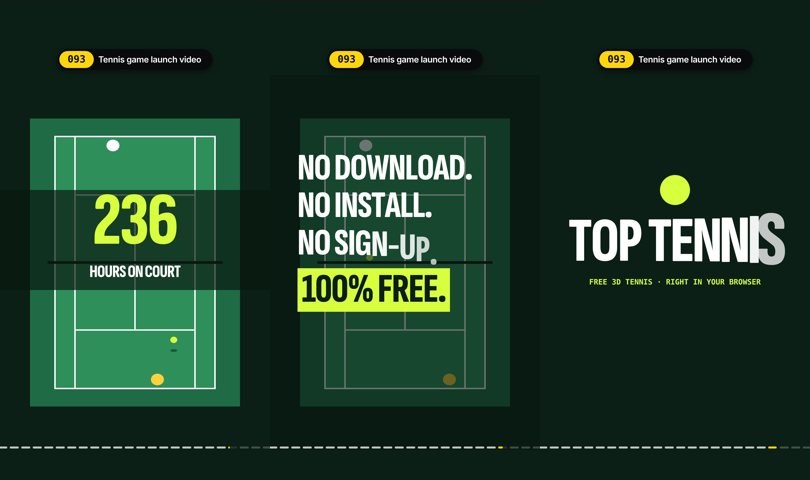 093 Tennis game launch video
236
HOURS ON COURT
093 Tennis game launch video
NO DOWNLOAD.
NO INSTALL.
NO SIGN-UP.
100% FREE.
093 Tennis game launch video
TOP TENNIS
FREE 3D TENNIS · RIGHT IN YOUR BROWSER